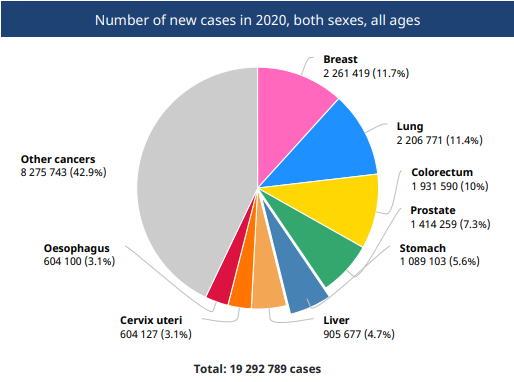 Number of new cases in 2020, both sexes, all ages
Breast
2 261 419 (11.7%)
Lung
2 206 771 (11.4%)
Colorectum
1 931 590 (10%)
Prostate
1 414 259 (7.3%)
Stomach
1 089 103 (5.6%)
Liver
905 677 (4.7%)
Cervix uteri
604 127 (3.1%)
Oesophagus
604 100 (3.1%)
Other cancers
8 275 743 (42.9%)
Total: 19 292 789 cases